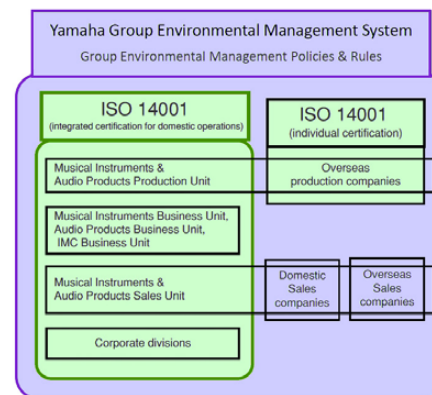 Yamaha Group Environmental Management System
Group Environmental Management Policies & Rules
ISO 14001
(integrated certification for domestic operations)
ISO 14001
(individual certification)
Musical Instruments &
Audio Products Production Unit
Overseas
production companies
Musical Instruments Business Unit,
Audio Products Business Unit,
IMC Business Unit
Musical Instruments &
Audio Products Sales Unit
Domestic
Sales
companies
Overseas
Sales
companies
Corporate divisions